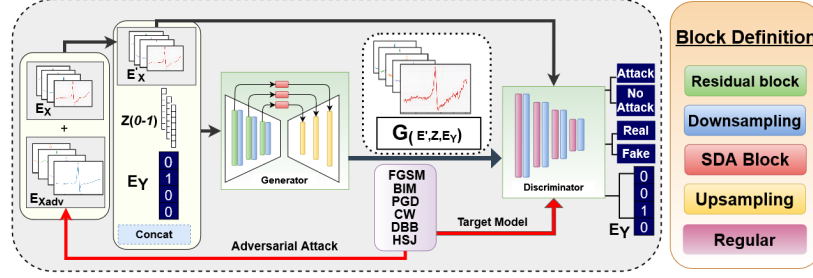 E_X
+
E_Xadv
E'_X
Z(0-1)
E_Y
0
1
0
0
Concat
Generator
G( E',Z,E_Y)
FGSM
BIM
PGD
CW
DBB
HSJ
Adversarial Attack
Target Model
Discriminator
Attack
No
Attack
Real
Fake
0
0
1
0
E_Y
Block Definition
Residual block
Downsampling
SDA Block
Upsampling
Regular